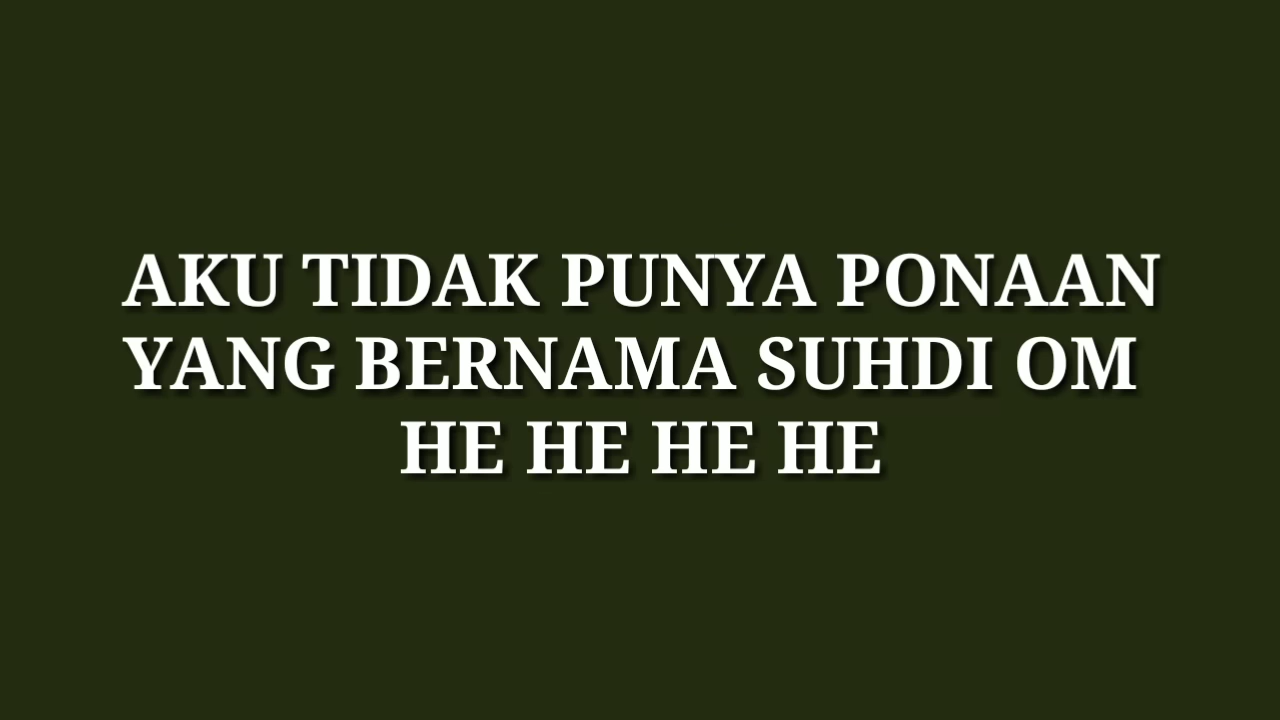 AKU TIDAK PUNYA PONAAN
YANG BERNAMA SUHDI OM
HE HE HE HE